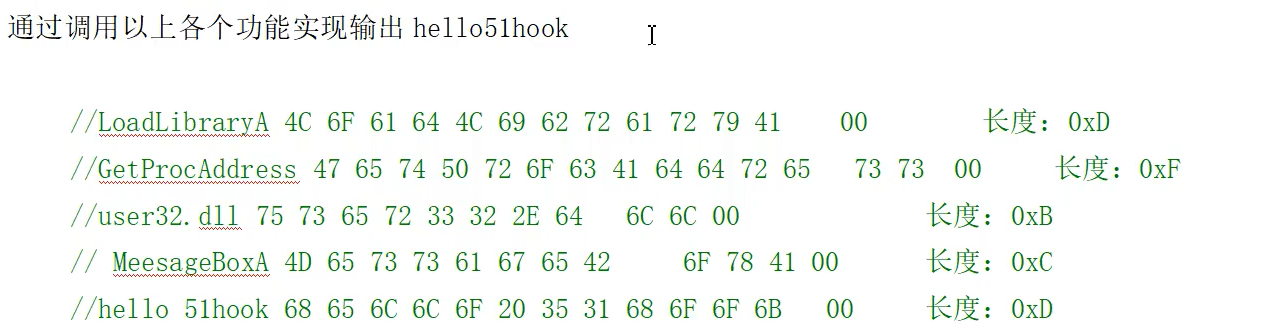 通过调用以上各个功能实现输出 hello51hook
//LoadLibraryA 4C 6F 61 64 4C 69 62 72 61 72 79 41 00 长度：0xD
//GetProcAddress 47 65 74 50 72 6F 63 41 64 64 72 65 73 73 00 长度：0xF
//user32.dll 75 73 65 72 33 32 2E 64 6C 6C 00 长度：0xB
// MeesageBoxA 4D 65 73 73 61 67 65 42 6F 78 41 00 长度：0xC
//hello 51hook 68 65 6C 6C 6F 20 35 31 68 6F 6F 6B 00 长度：0xD